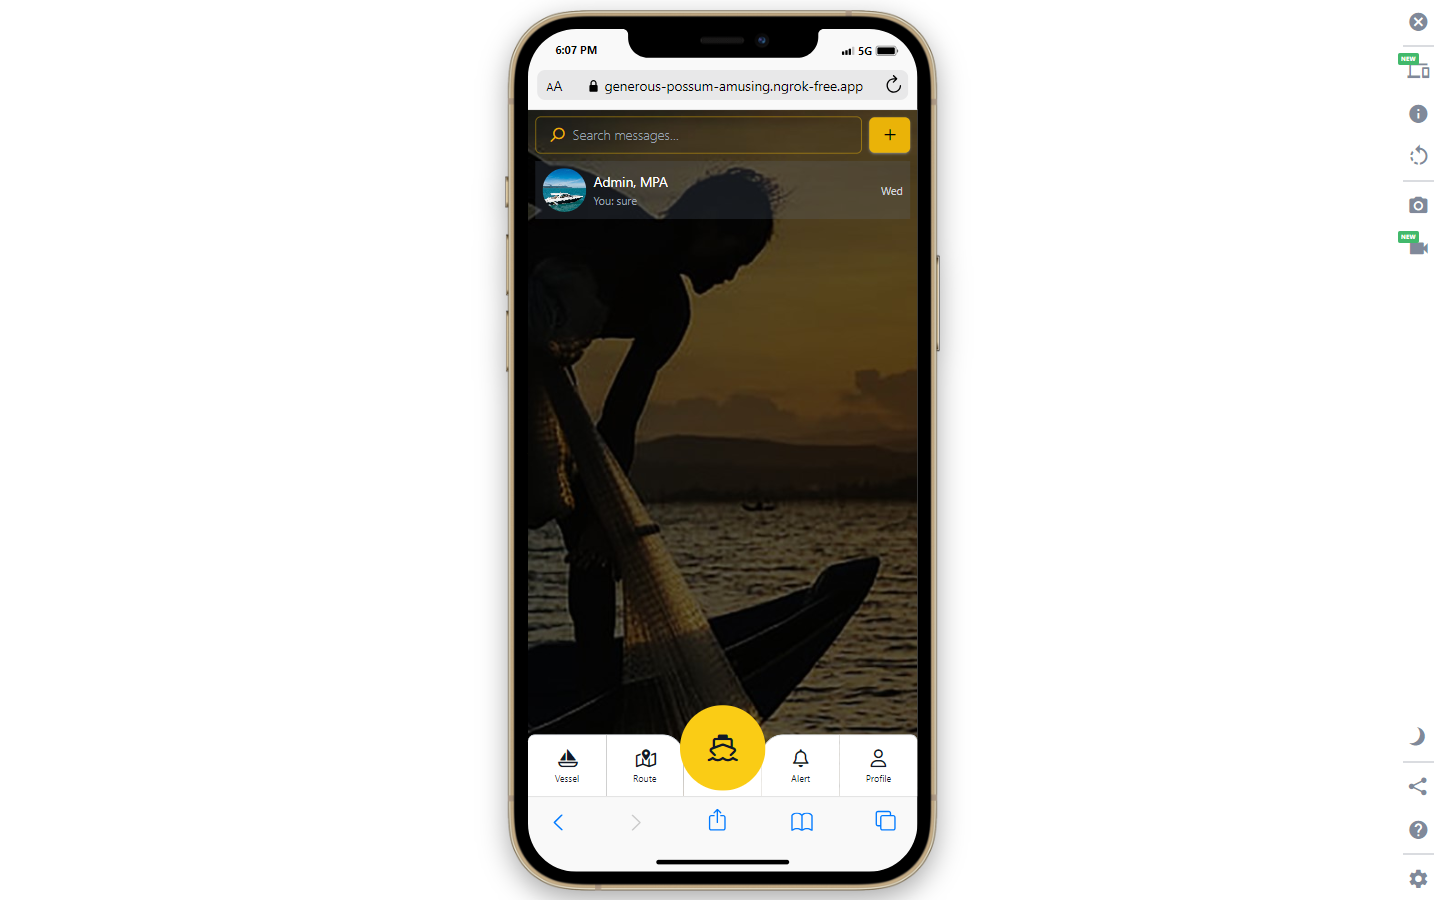 6:07 PM
5G
AA
generous-possum-amusing.ngrok-free.app
Search messages...
+
Admin, MPA
You: sure
Wed
Vessel
Route
Alert
Profile
NEW
NEW